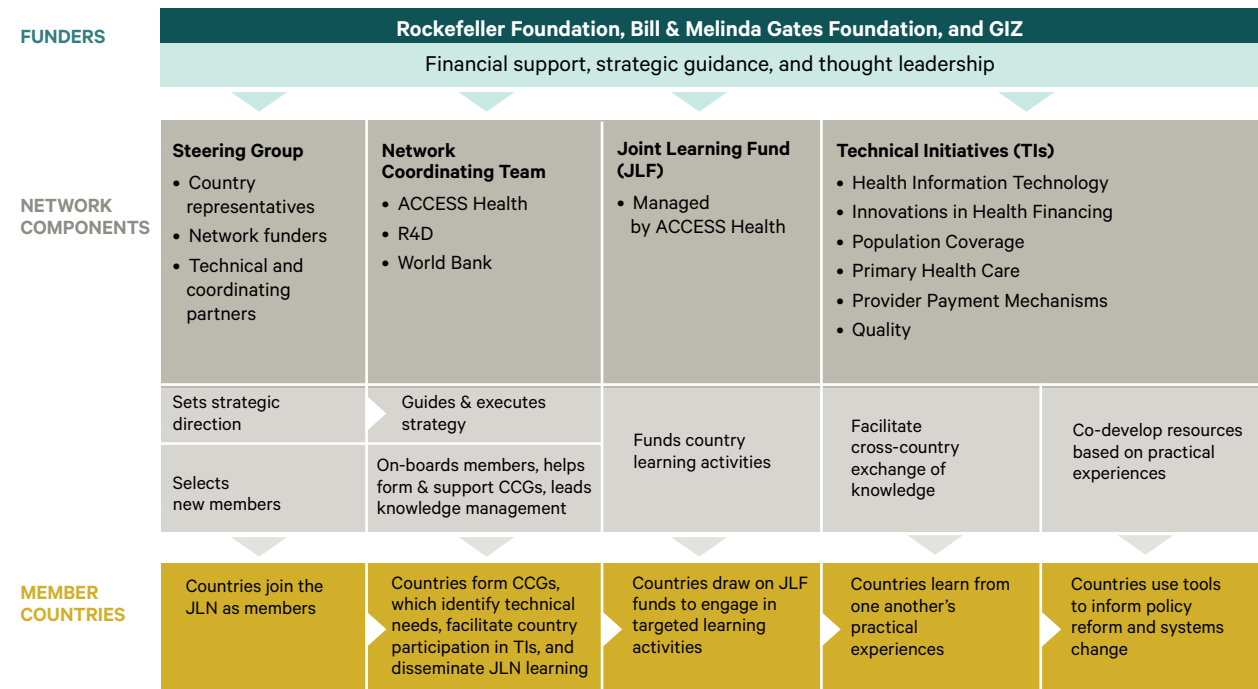 FUNDERS
Rockefeller Foundation, Bill & Melinda Gates Foundation, and GIZ
Financial support, strategic guidance, and thought leadership
NETWORK
COMPONENTS
Steering Group
• Country
representatives
• Network funders
• Technical and
coordinating
partners
Network
Coordinating Team
• ACCESS Health
• R4D
• World Bank
Joint Learning Fund
(JLF)
• Managed
by ACCESS Health
Technical Initiatives (TIs)
• Health Information Technology
• Innovations in Health Financing
• Population Coverage
• Primary Health Care
• Provider Payment Mechanisms
• Quality
Sets strategic
direction
Guides & executes
strategy
Selects
new members
On-boards members, helps
form & support CCGs, leads
knowledge management
Funds country
learning activities
Facilitate
cross-country
exchange of
knowledge
Co-develop resources
based on practical
experiences
MEMBER
COUNTRIES
Countries join the
JLN as members
Countries form CCGs,
which identify technical
needs, facilitate country
participation in TIs, and
disseminate JLN learning
Countries draw on JLF
funds to engage in
targeted learning
activities
Countries learn from
one another’s
practical
experiences
Countries use tools
to inform policy
reform and systems
change